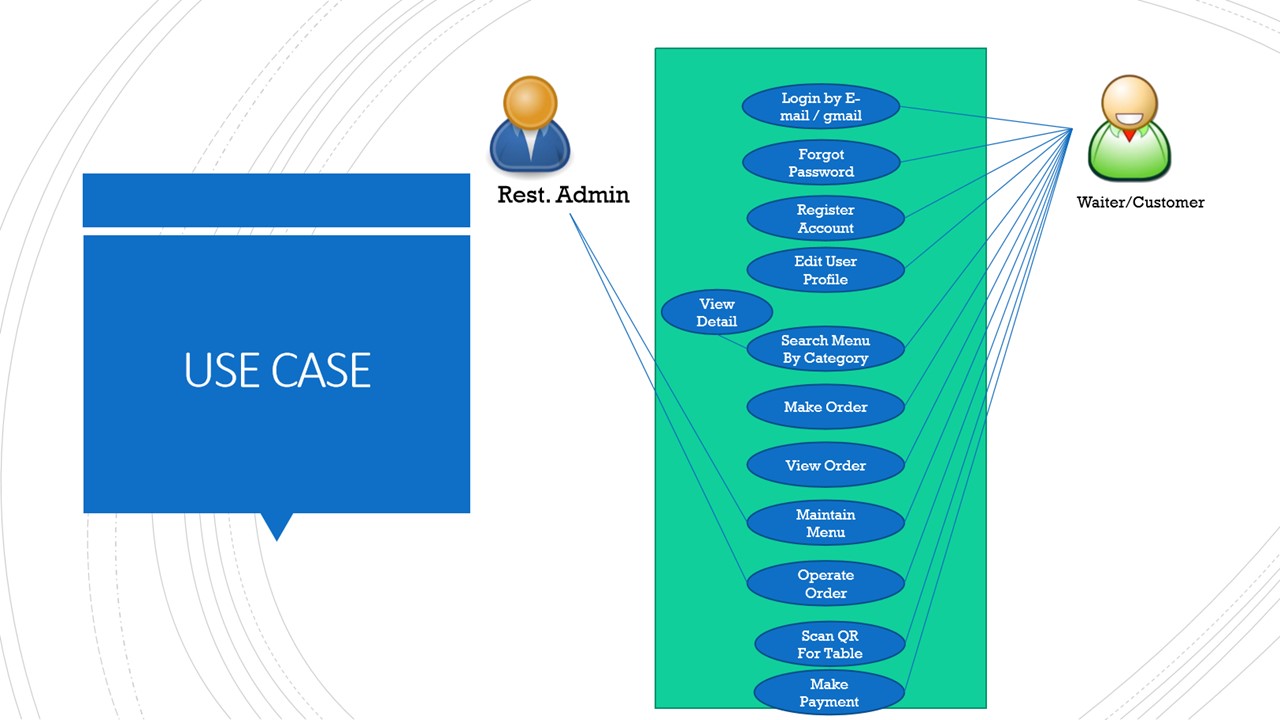 USE CASE
Rest. Admin
Login by E-
mail / gmail
Forgot
Password
Register
Account
Edit User
Profile
View
Detail
Search Menu
By Category
Make Order
View Order
Maintain
Menu
Operate
Order
Scan QR
For Table
Make
Payment
Waiter/Customer